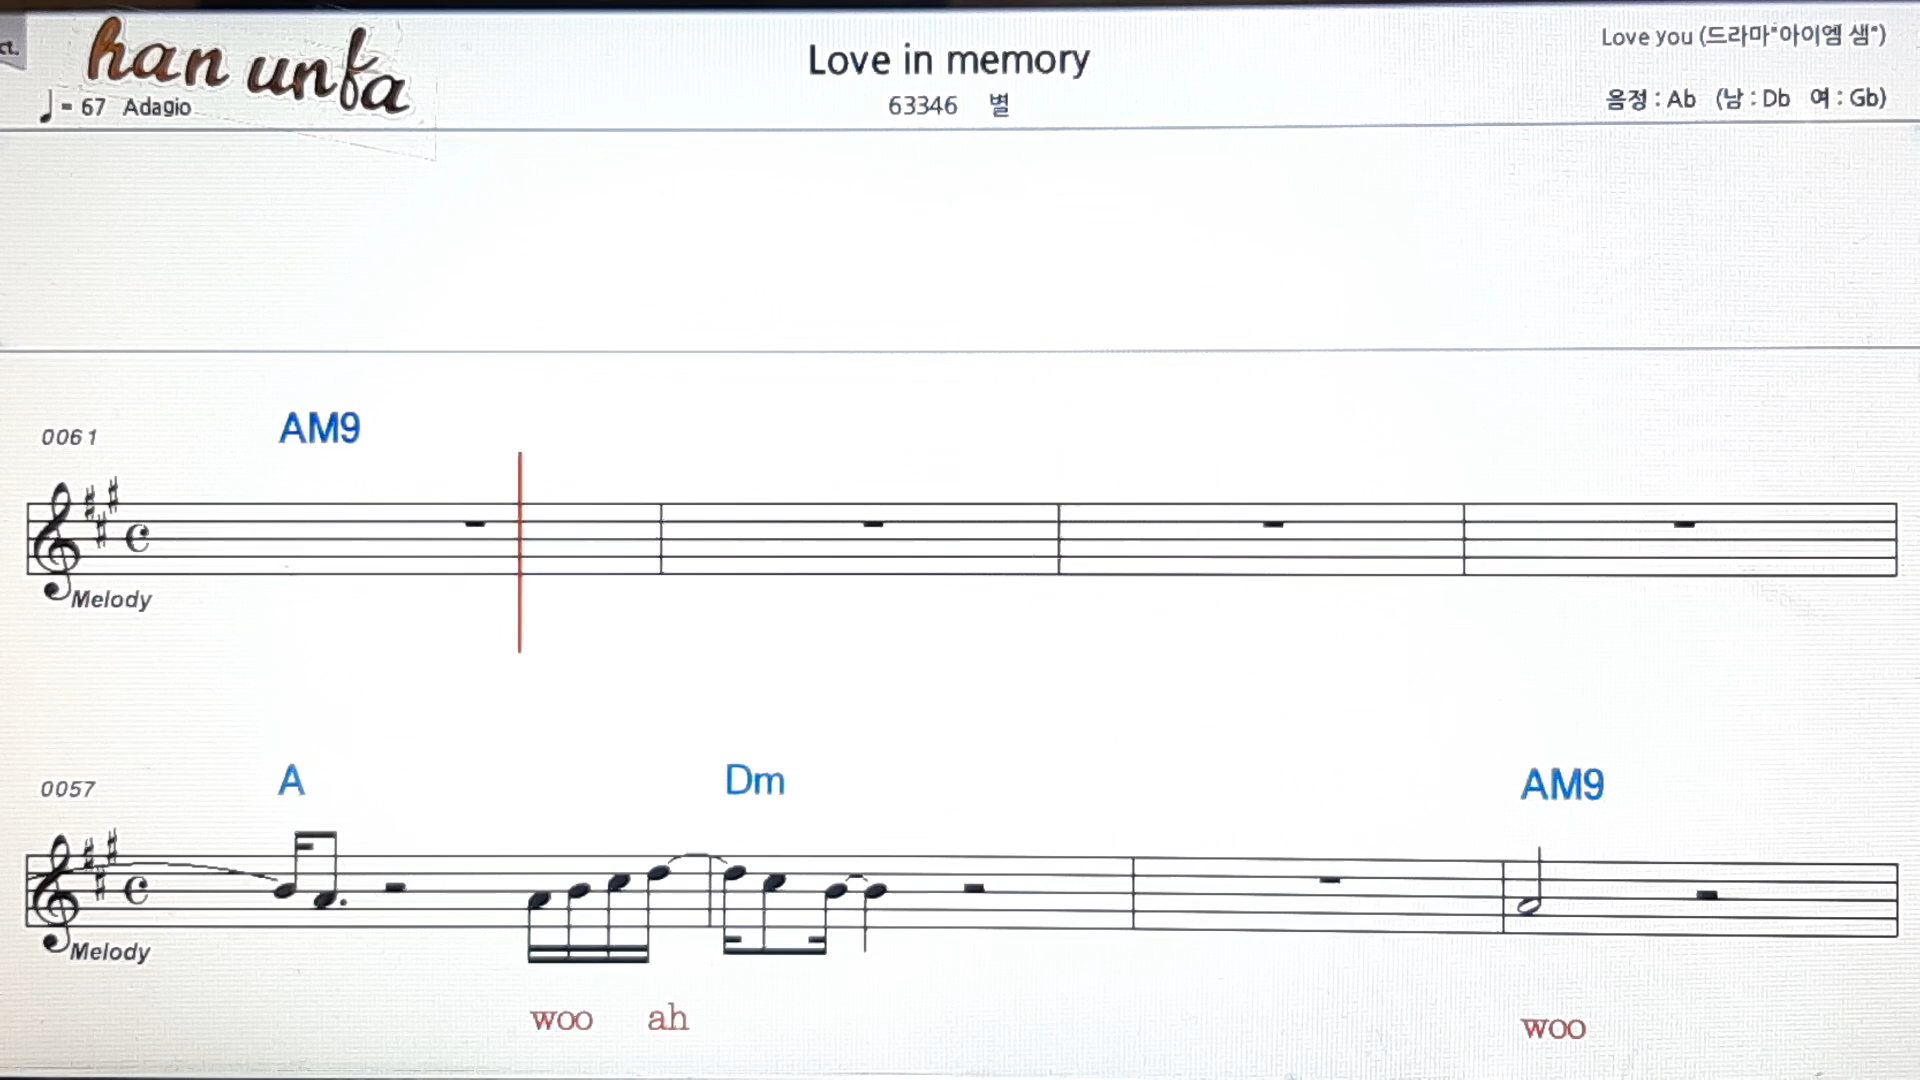 ct.
han unfa
♩ = 67 Adagio
Love in memory
63346 별
Love you (드라마"아이엠 샘")
음정 : Ab (남 : Db 여 : Gb)
0061
AM9
Melody
0057
A Dm AM9
Melody
woo ah woo